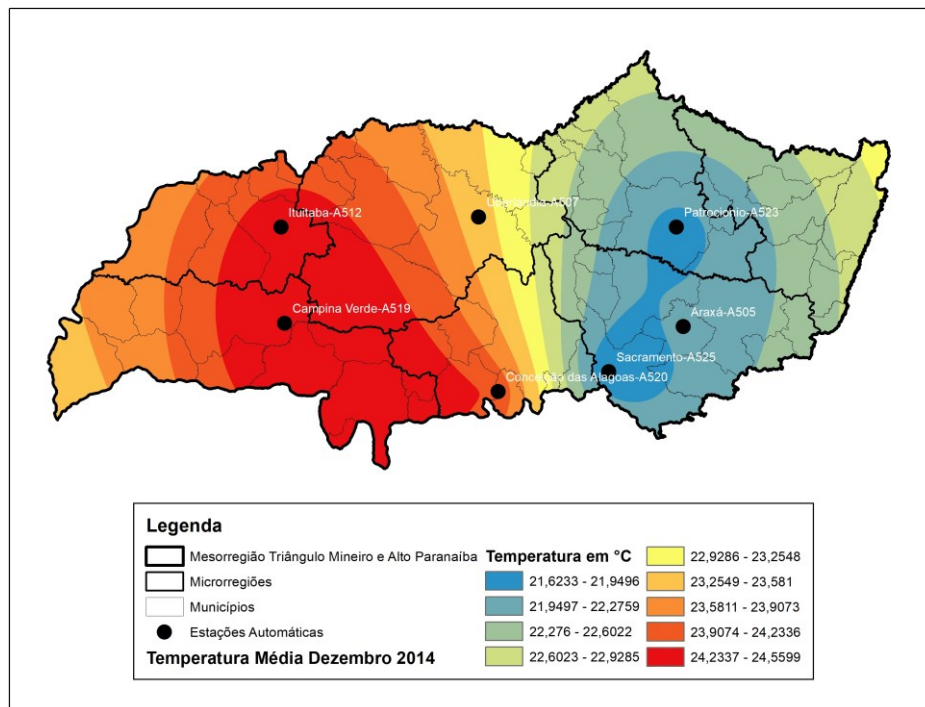 Ituitaba-A512
Uberlandia-A507
Patrocionio-A523
Campina Verde-A519
Araxá-A505
Sacramento-A525
Conceição das Alagoas-A520
Legenda
Mesorregião Triângulo Mineiro e Alto Paranaíba
Microrregiões
Municípios
Estações Automáticas
Temperatura Média Dezembro 2014
Temperatura em °C
21,6233 - 21,9496
21,9497 - 22,2759
22,276 - 22,6022
22,6023 - 22,9285
22,9286 - 23,2548
23,2549 - 23,581
23,5811 - 23,9073
23,9074 - 24,2336
24,2337 - 24,5599